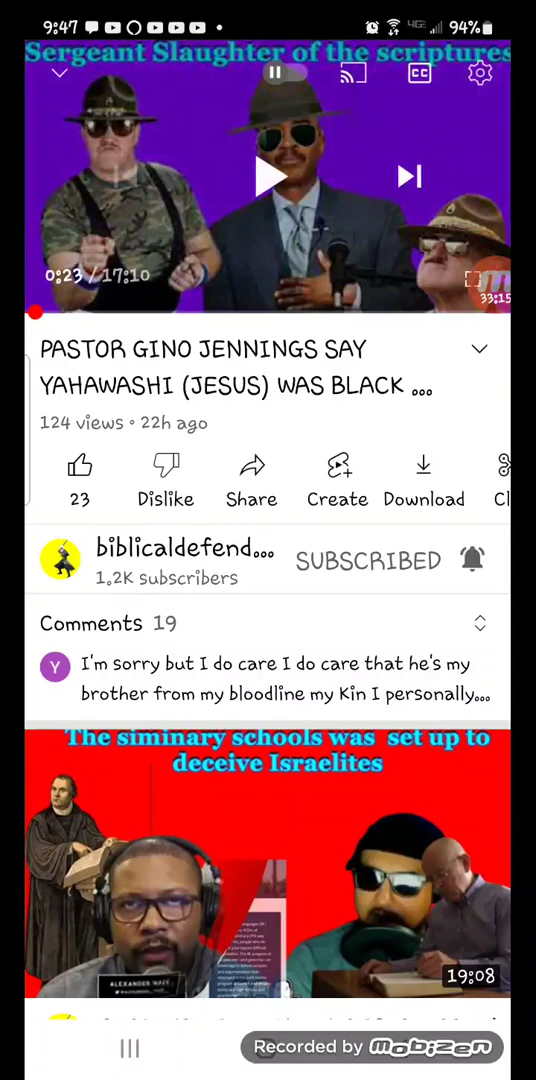 9:47
4G
94%
Sergeant Slaughter of the scriptures
CC
0:23 / 17:10
33:15
PASTOR GINO JENNINGS SAY
YAHAWASHI (JESUS) WAS BLACK ...
124 views • 22h ago
23 Dislike Share Create Download Cl
biblicaldefend...
SUBSCRIBED
1.2K subscribers
Comments 19
Y
I'm sorry but I do care I do care that he's my
brother from my bloodline my Kin I personally...
The siminary schools was set up to
deceive Israelites
ALEXANDER
19:08
Recorded by mobizen